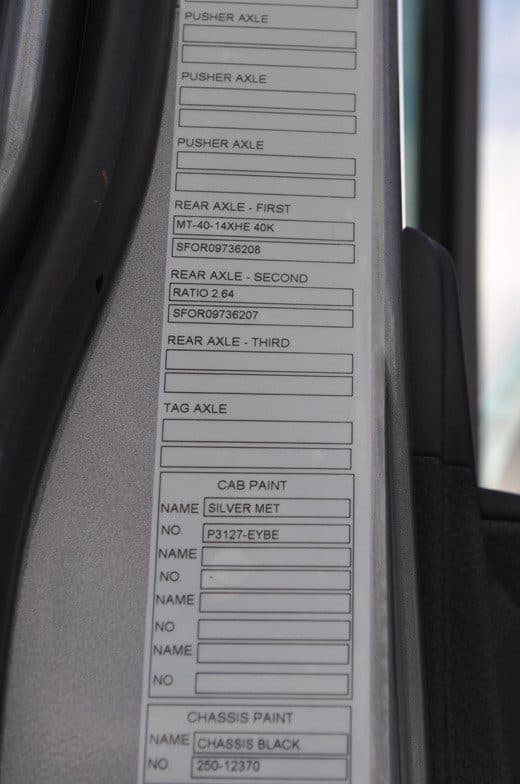 PUSHER AXLE
PUSHER AXLE
PUSHER AXLE
REAR AXLE - FIRST
MT-40-14XHE 40K
SFOR09736208
REAR AXLE - SECOND
RATIO 2.64
SFOR09736207
REAR AXLE - THIRD
TAG AXLE
CAB PAINT
NAME SILVER MET
NO. P3127-EYBE
NAME
NO.
NAME
NO
NAME
NO
CHASSIS PAINT
NAME CHASSIS BLACK
NO 250-12370